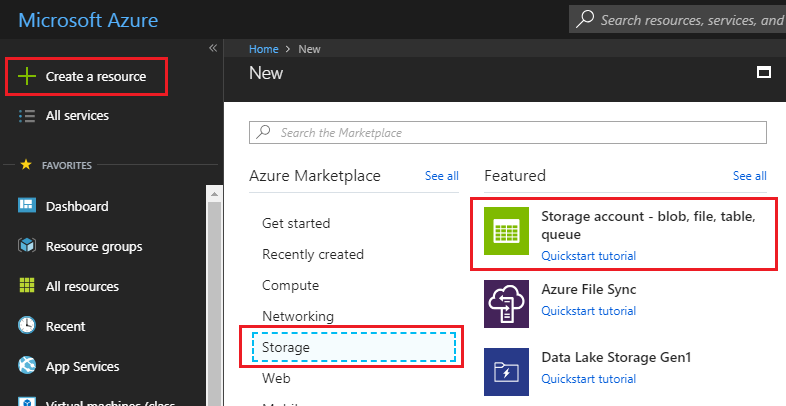 Microsoft Azure
Search resources, services, and
Create a resource
All services
FAVORITES
Dashboard
Resource groups
All resources
Recent
App Services
Virtual machines (class
Home > New
New
Search the Marketplace
Azure Marketplace
See all
Get started
Recently created
Compute
Networking
Storage
Web
Featured
See all
Storage account - blob, file, table,
queue
Quickstart tutorial
Azure File Sync
Quickstart tutorial
Data Lake Storage Gen1
Quickstart tutorial